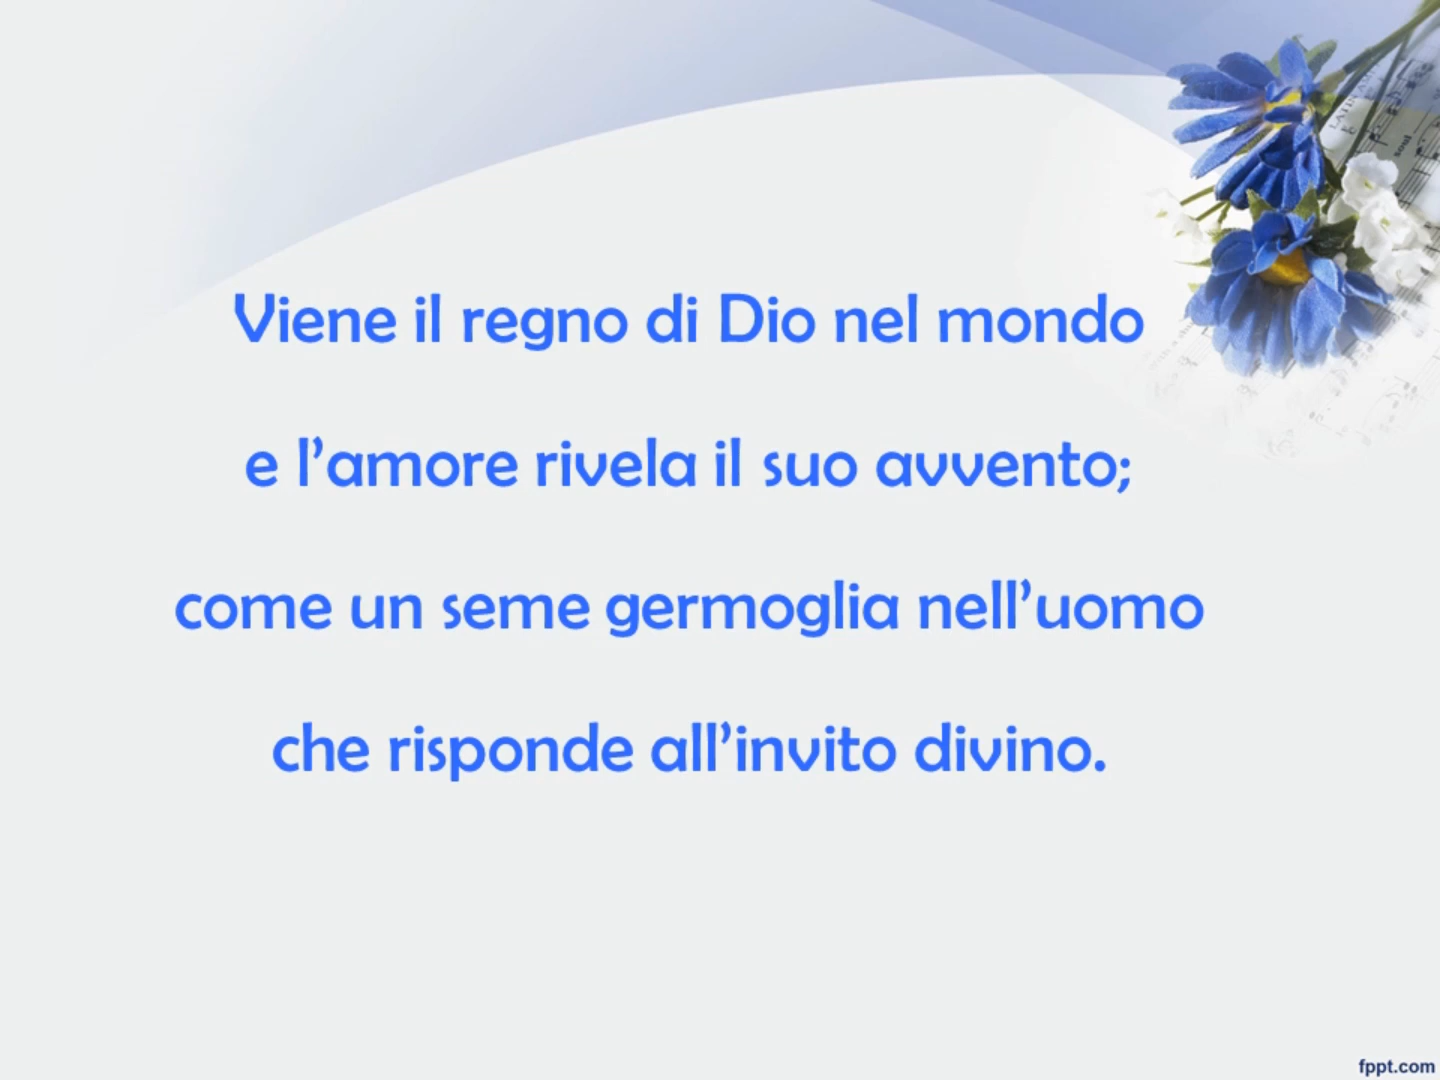 Viene il regno di Dio nel mondo
e l’amore rivela il suo avvento;
come un seme germoglia nell’uomo
che risponde all’invito divino.
fppt.com